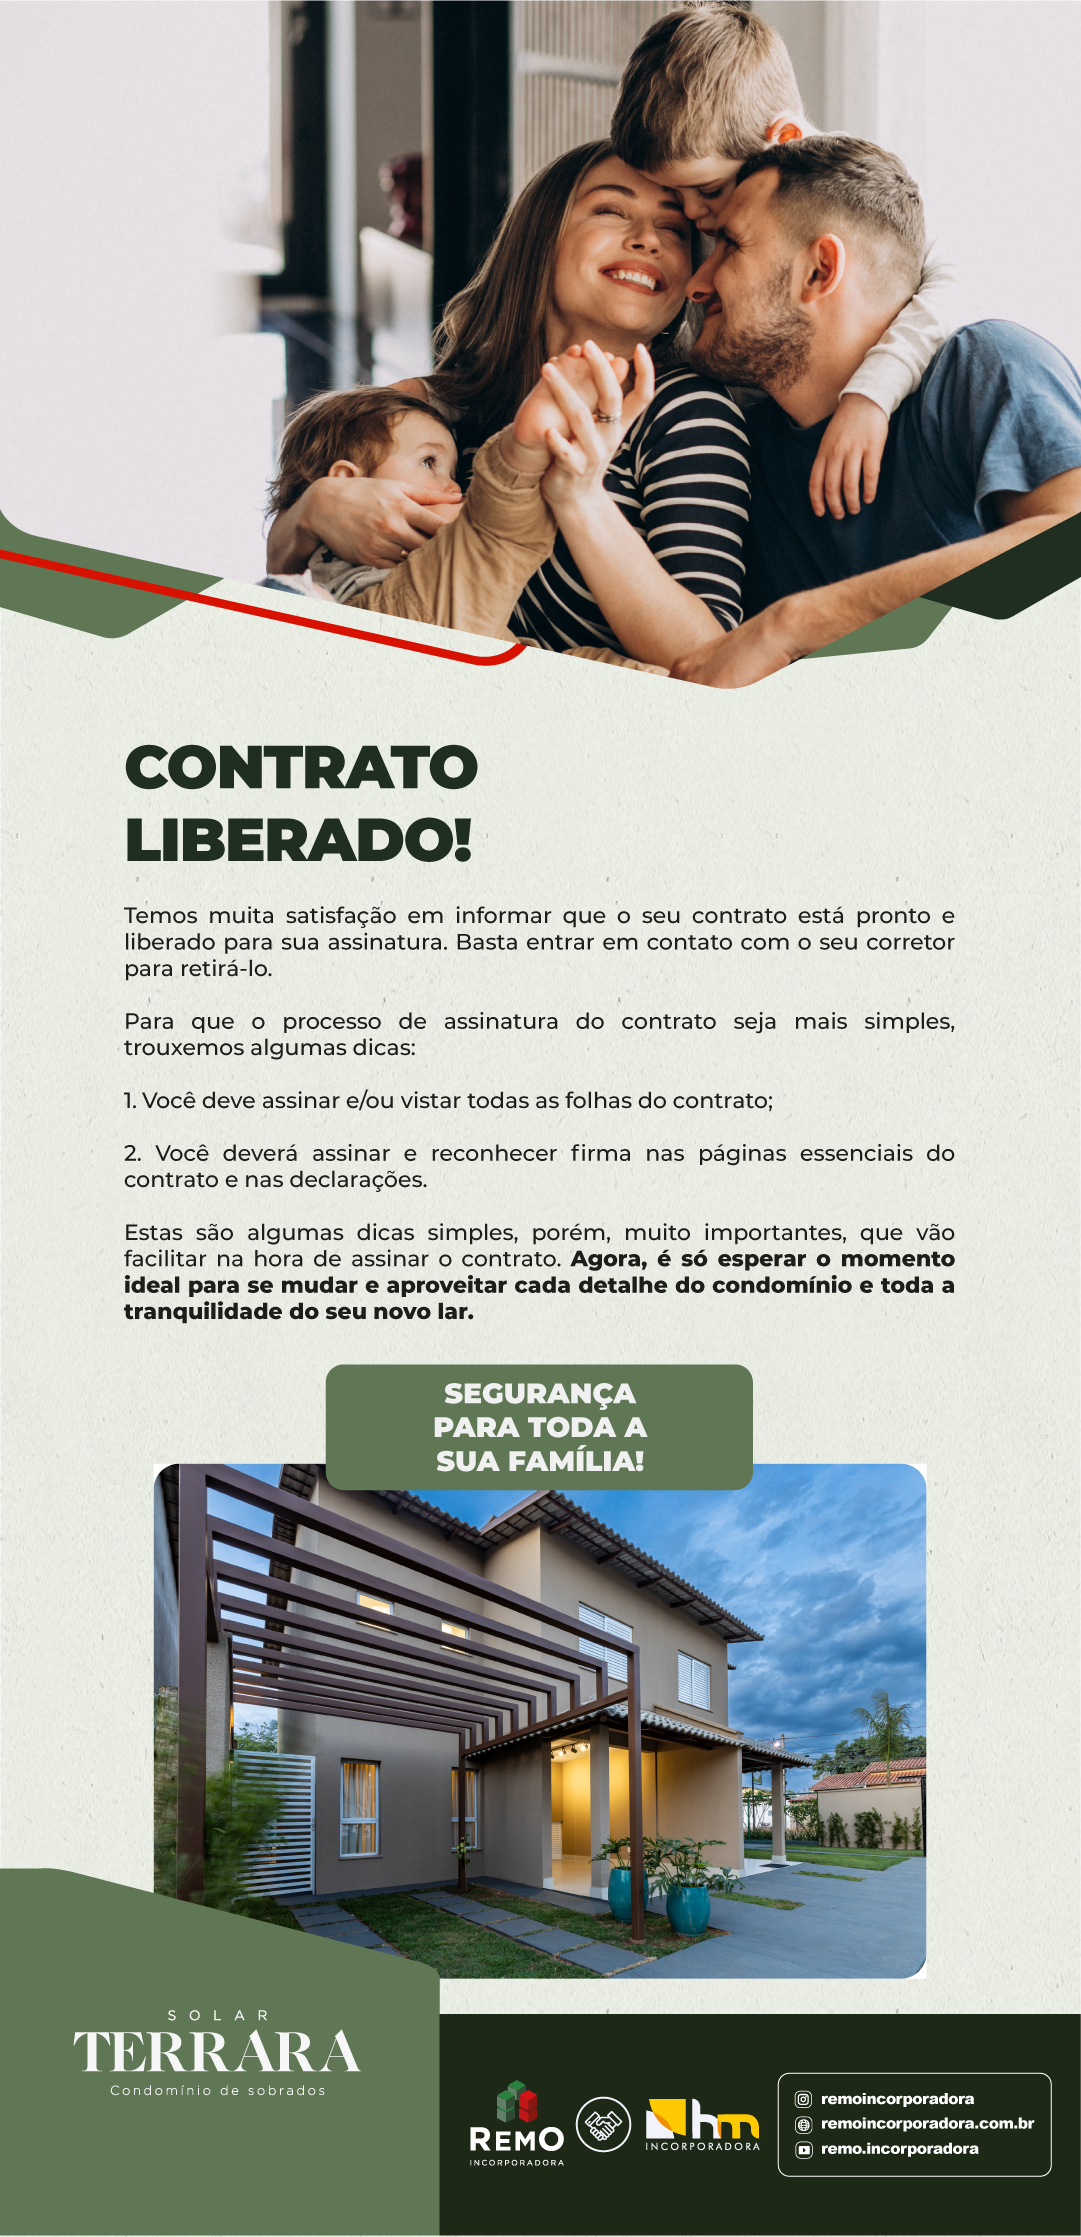 CONTRATO
LIBERADO!
Temos muita satisfação em informar que o seu contrato está pronto e
liberado para sua assinatura. Basta entrar em contato com o seu corretor
para retirá-lo.
Para que o processo de assinatura do contrato seja mais simples,
trouxemos algumas dicas:
1. Você deve assinar e/ou vistar todas as folhas do contrato;
2. Você deverá assinar e reconhecer firma nas páginas essenciais do
contrato e nas declarações.
Estas são algumas dicas simples, porém, muito importantes, que vão
facilitar na hora de assinar o contrato. Agora, é só esperar o momento
ideal para se mudar e aproveitar cada detalhe do condomínio e toda a
tranquilidade do seu novo lar.
SEGURANÇA
PARA TODA A
SUA FAMÍLIA!
SOLAR
TERRARA
Condomínio de sobrados
REMO
INCORPORADORA
hm
INCORPORADORA
remoincorporadora
remoincorporadora.com.br
remo.incorporadora